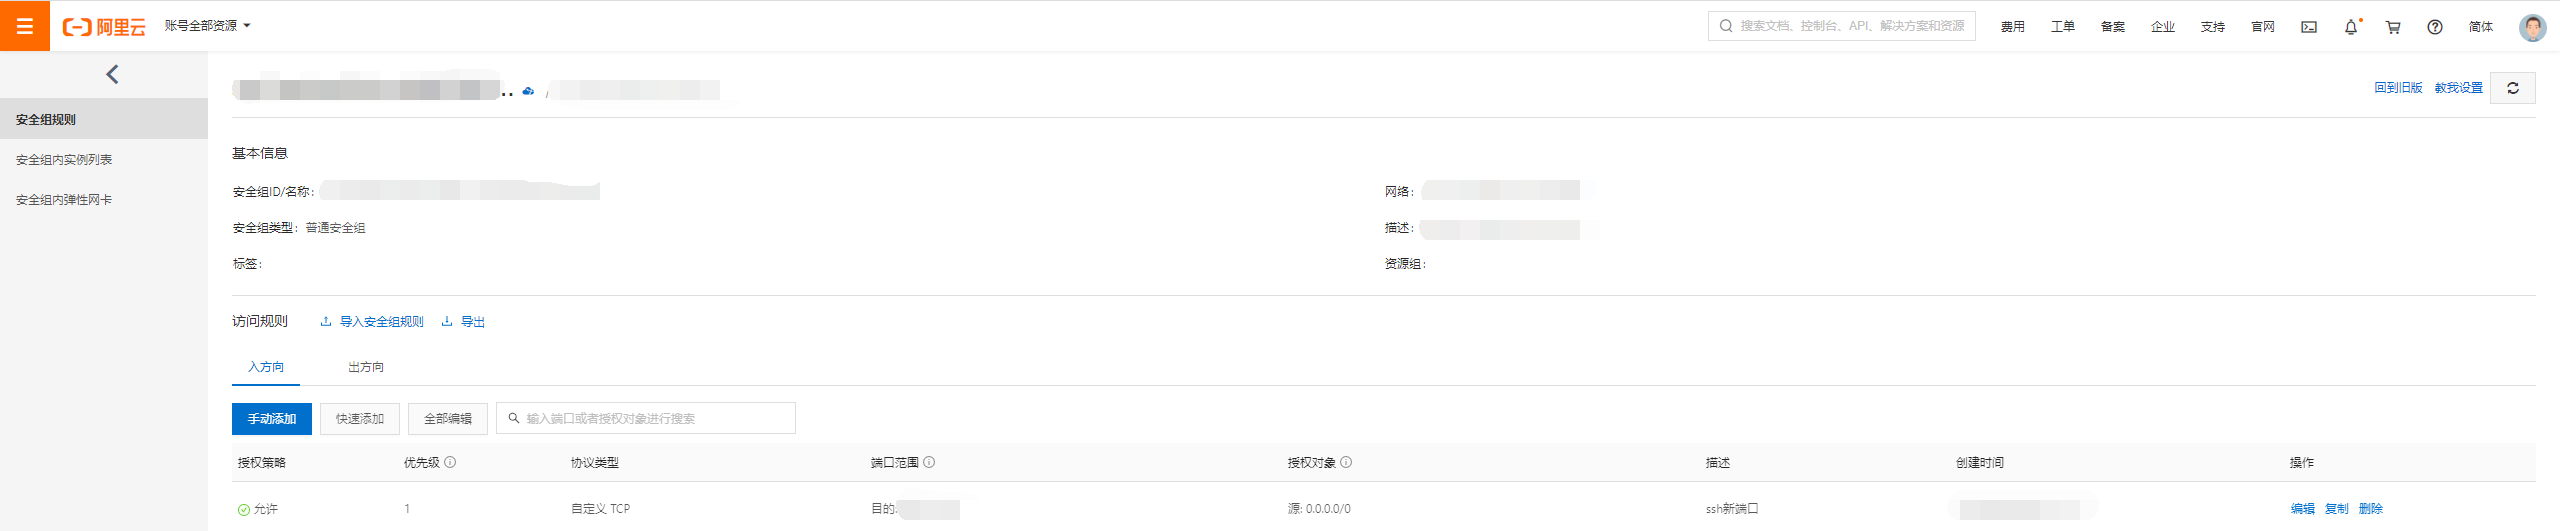 阿里云 账号全部资源 搜索文档、控制台、API、解决方案和资源 费用 工单 备案 企业 支持 官网 简体
.. / 回到旧版 教我设置
安全组规则
安全组内实例列表
安全组内弹性网卡
基本信息
安全组ID/名称: 网络:
安全组类型: 普通安全组 描述:
标签: 资源组:
访问规则 导入安全组规则 导出
入方向 出方向
手动添加 快速添加 全部编辑 输入端口或者授权对象进行搜索
授权策略 优先级 协议类型 端口范围 授权对象 描述 创建时间 操作
允许 1 自定义 TCP 目的: 源: 0.0.0.0/0 ssh新端口 编辑 复制 删除